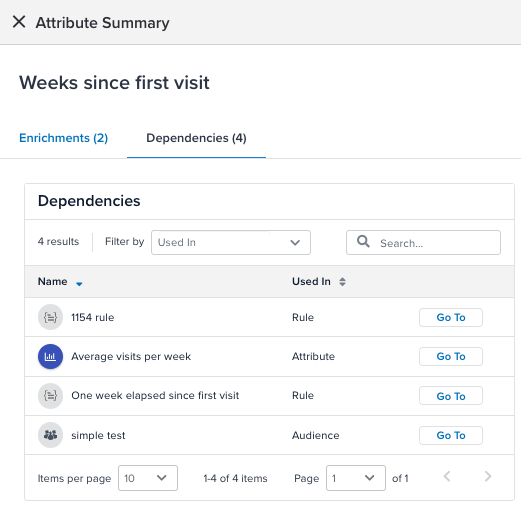 Attribute Summary
Weeks since first visit
Enrichments (2) Dependencies (4)
Dependencies
4 results Filter by Used In Search...
Name Used In
1154 rule Rule Go To
Average visits per week Attribute Go To
One week elapsed since first visit Rule Go To
simple test Audience Go To
Items per page 10 1-4 of 4 items Page 1 of 1